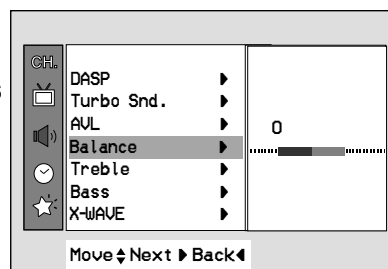 CH.
DASP
Turbo Snd.
AVL
0
Balance
Treble
Bass
X-WAVE
Move Next Back